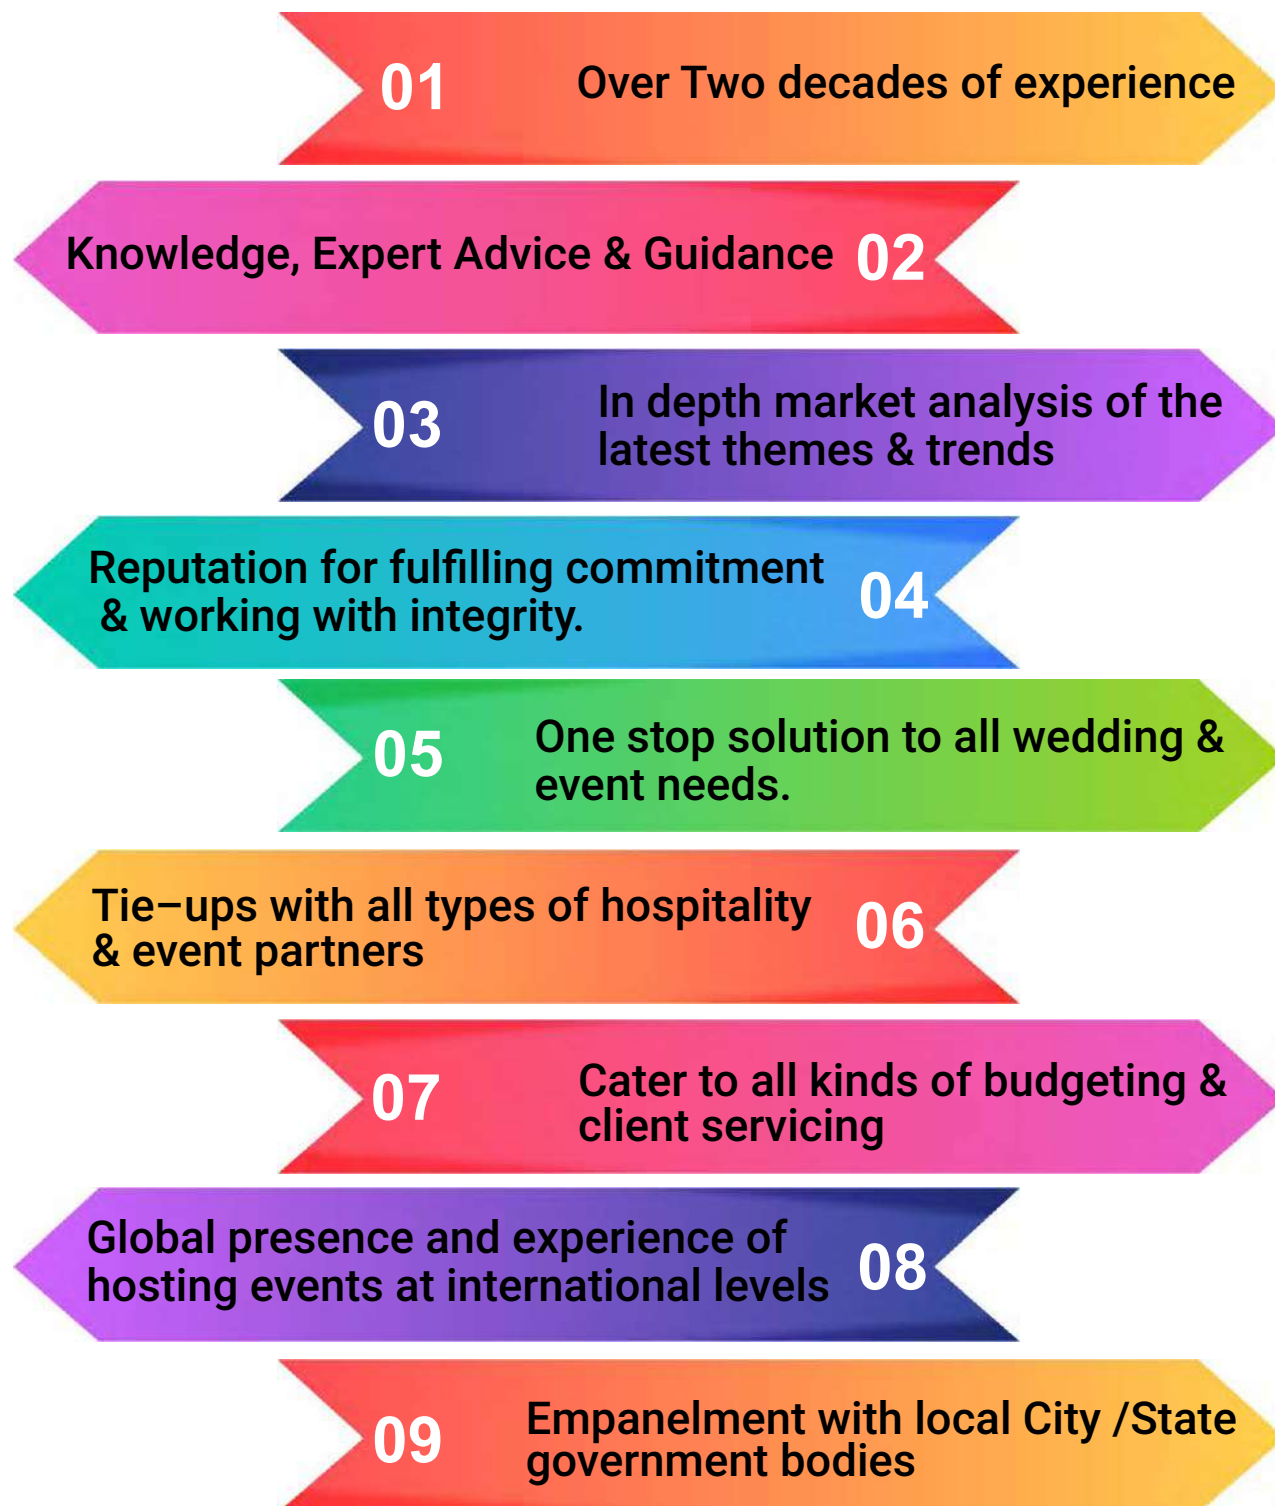 01
Over Two decades of experience
Knowledge, Expert Advice & Guidance
02
03
In depth market analysis of the
latest themes & trends
Reputation for fulfilling commitment
& working with integrity.
04
05
One stop solution to all wedding &
event needs.
Tie–ups with all types of hospitality
& event partners
06
07
Cater to all kinds of budgeting &
client servicing
Global presence and experience of
hosting events at international levels
08
09
Empanelment with local City /State
government bodies